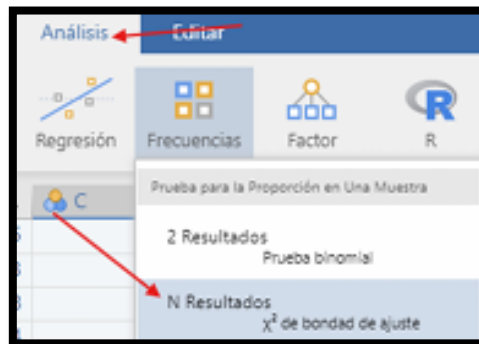 Análisis Editar
Regresión Frecuencias Factor R
C
Prueba para la Proporción en Una Muestra
2 Resultados
Prueba binomial
N Resultados
χ² de bondad de ajuste